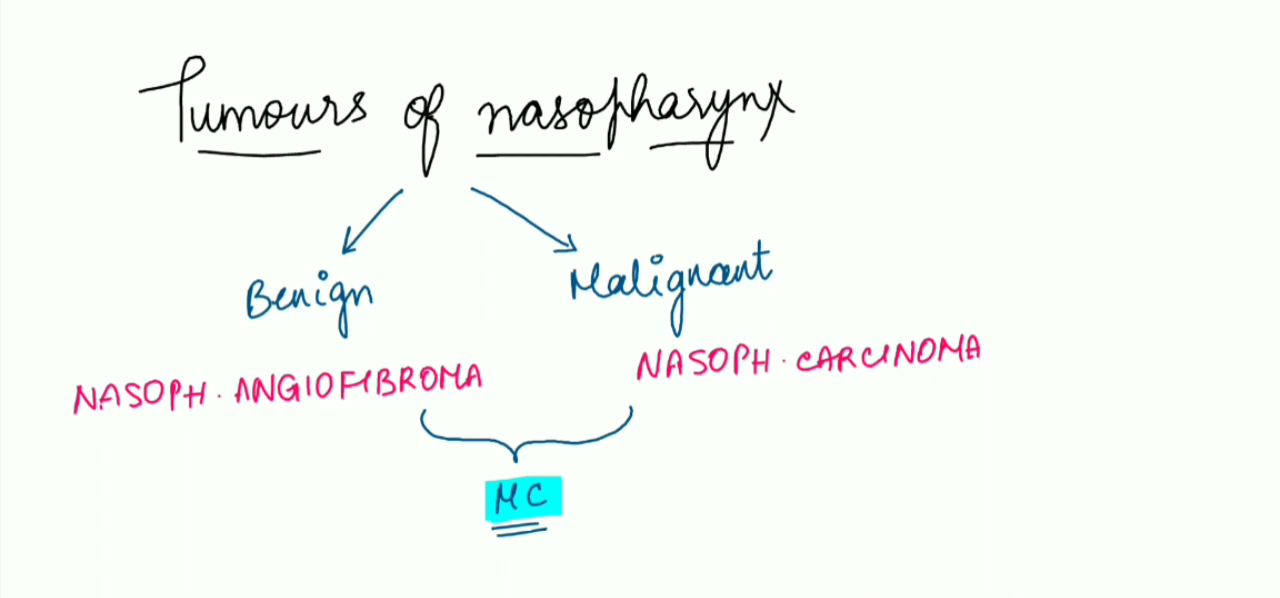 Tumours of nasopharynx
Benign
Malignant
NASOPH. ANGIOFIBROMA
NASOPH. CARCINOMA
MC